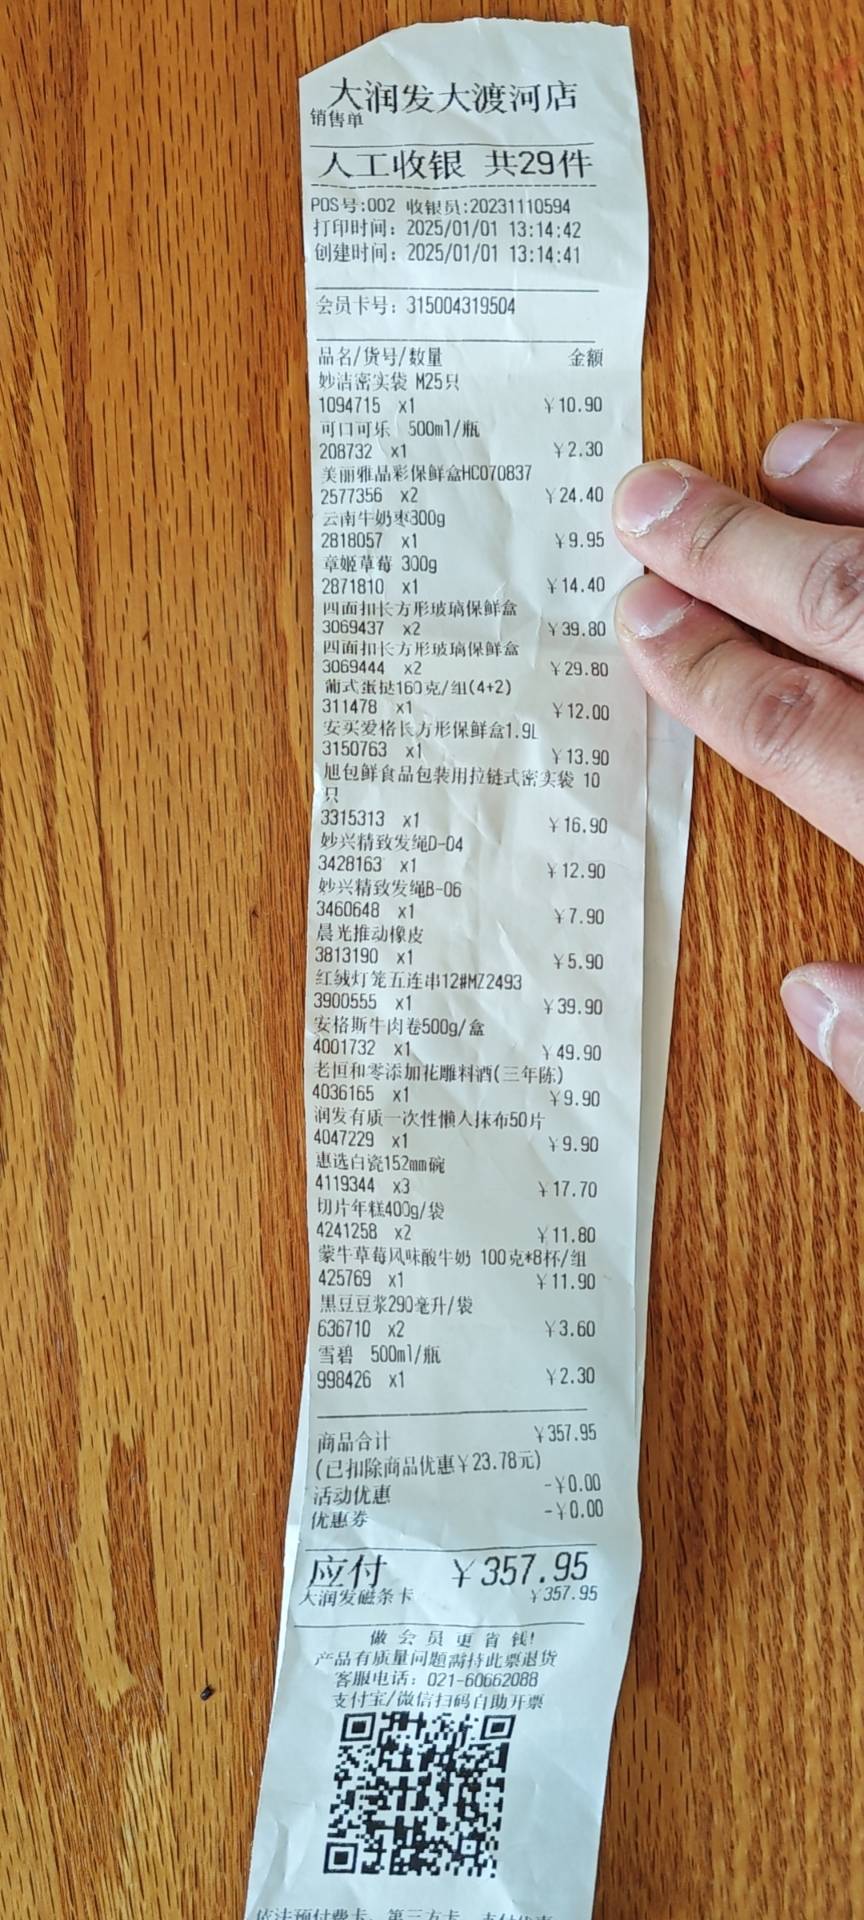 大润发大渡河店
销售单
人工收银 共29件
POS号:002 收银员:20231110594
打印时间: 2025/01/01 13:14:42
创建时间: 2025/01/01 13:14:41
会员卡号: 315004319504
品名/货号/数量 金额
妙洁密实袋 M25只
1094715 x1 ￥10.90
可口可乐 500ml/瓶
208732 x1 ￥2.30
美丽雅晶彩保鲜盒HC070837
2577356 x2 ￥24.40
云南牛奶枣300g
2818057 x1 ￥9.95
章姬草莓 300g
2871810 x1 ￥14.40
四面扣长方形玻璃保鲜盒
3069437 x2 ￥39.80
四面扣长方形玻璃保鲜盒
3069444 x2 ￥29.80
葡式蛋挞160克/组(4+2)
311478 x1 ￥12.00
安买爱格长方形保鲜盒1.9L
3150763 x1 ￥13.90
旭包鲜食品包装用拉链式密实袋 10
只
3315313 x1 ￥16.90
妙兴精致发绳D-04
3428163 x1 ￥12.90
妙兴精致发绳B-06
3460648 x1 ￥7.90
晨光推动橡皮
3813190 x1 ￥5.90
红绒灯笼五连串12#MZ2493
3900555 x1 ￥39.90
安格斯牛肉卷500g/盒
4001732 x1 ￥49.90
老恒和零添加花雕料酒(三年陈)
4036165 x1 ￥9.90
润发有质一次性懒人抹布50片
4047229 x1 ￥9.90
惠选白瓷152mm碗
4119344 x3 ￥17.70
切片年糕400g/袋
4241258 x2 ￥11.80
蒙牛草莓风味酸牛奶 100克*8杯/组
425769 x1 ￥11.90
黑豆豆浆290毫升/袋
636710 x2 ￥3.60
雪碧 500ml/瓶
998426 x1 ￥2.30
商品合计 ￥357.95
(已扣除商品优惠￥23.78元)
活动优惠 -￥0.00
优惠券 -￥0.00
应付 ￥357.95
大润发磁条卡 ￥357.95
做会员更省钱!
产品有质量问题需持此票退货
客服电话: 021-60662088
支付宝/微信扫码自助开票
依法预付费卡、第三方卡、